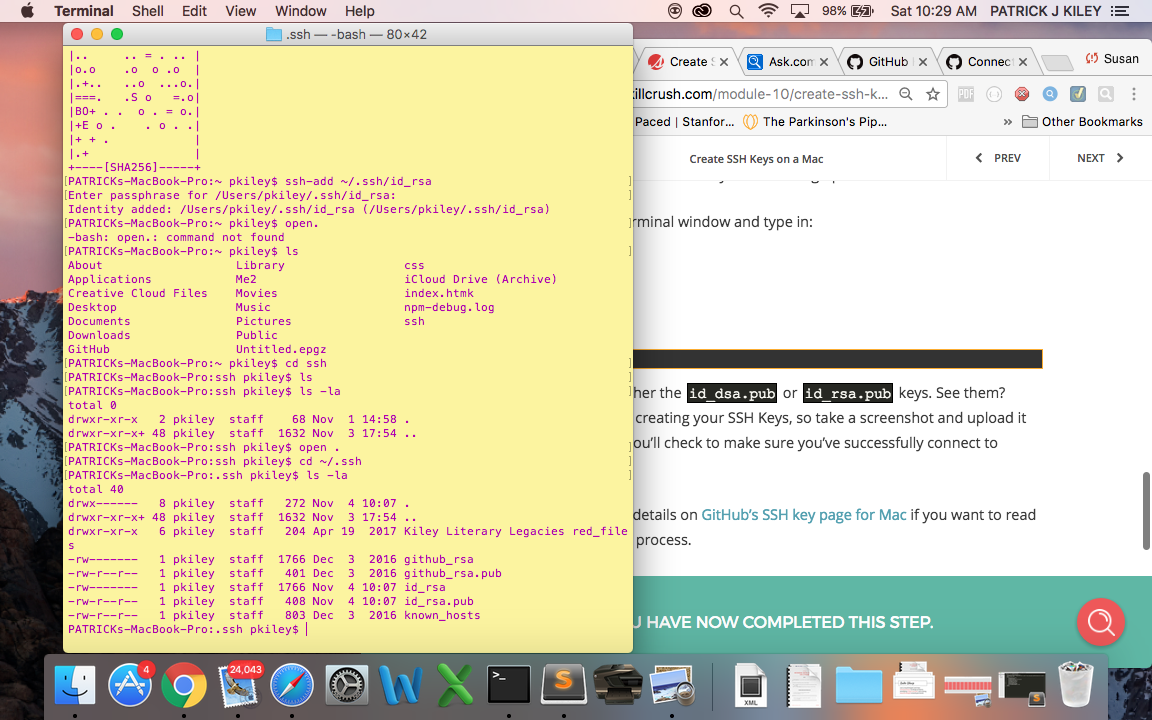 Terminal Shell Edit View Window Help 98% Sat 10:29 AM PATRICK J KILEY
.ssh — -bash — 80×42
|.. .. = . .. |
|o.o .o o .o |
|.+.. ..o ...o.|
|===. .S o =.o|
|BO+ . . o . = o.|
|+E o . . o . .|
|+ + . |
|.+ |
+----[SHA256]-----+
[PATRICKs-MacBook-Pro:~ pkiley$ ssh-add ~/.ssh/id_rsa ]
[Enter passphrase for /Users/pkiley/.ssh/id_rsa: ]
Identity added: /Users/pkiley/.ssh/id_rsa (/Users/pkiley/.ssh/id_rsa)
[PATRICKs-MacBook-Pro:~ pkiley$ open. ]
-bash: open.: command not found
[PATRICKs-MacBook-Pro:~ pkiley$ ls ]
About Library css
Applications Me2 iCloud Drive (Archive)
Creative Cloud Files Movies index.htmk
Desktop Music npm-debug.log
Documents Pictures ssh
Downloads Public
GitHub Untitled.epgz
[PATRICKs-MacBook-Pro:~ pkiley$ cd ssh ]
[PATRICKs-MacBook-Pro:ssh pkiley$ ls ]
[PATRICKs-MacBook-Pro:ssh pkiley$ ls -la ]
total 0
drwxr-xr-x 2 pkiley staff 68 Nov 1 14:58 .
drwxr-xr-x+ 48 pkiley staff 1632 Nov 3 17:54 ..
[PATRICKs-MacBook-Pro:ssh pkiley$ open . ]
[PATRICKs-MacBook-Pro:ssh pkiley$ cd ~/.ssh ]
[PATRICKs-MacBook-Pro:.ssh pkiley$ ls -la ]
total 40
drwx------ 8 pkiley staff 272 Nov 4 10:07 .
drwxr-xr-x+ 48 pkiley staff 1632 Nov 3 17:54 ..
drwxr-xr-x 6 pkiley staff 204 Apr 19 2017 Kiley Literary Legacies red_file
s
-rw------- 1 pkiley staff 1766 Dec 3 2016 github_rsa
-rw-r--r-- 1 pkiley staff 401 Dec 3 2016 github_rsa.pub
-rw------- 1 pkiley staff 1766 Nov 4 10:07 id_rsa
-rw-r--r-- 1 pkiley staff 408 Nov 4 10:07 id_rsa.pub
-rw-r--r-- 1 pkiley staff 803 Dec 3 2016 known_hosts
PATRICKs-MacBook-Pro:.ssh pkiley$
Create S Ask.com GitHub Connect Susan
illcrush.com/module-10/create-ssh-k... PDF
Paced | Stanfor... The Parkinson's Pip... » Other Bookmarks
Create SSH Keys on a Mac PREV NEXT
rminal window and type in:
her the id_dsa.pub or id_rsa.pub keys. See them?
creating your SSH Keys, so take a screenshot and upload it
ou'll check to make sure you've successfully connect to
details on GitHub's SSH key page for Mac if you want to read
process.
U HAVE NOW COMPLETED THIS STEP.
4
24,043
XML